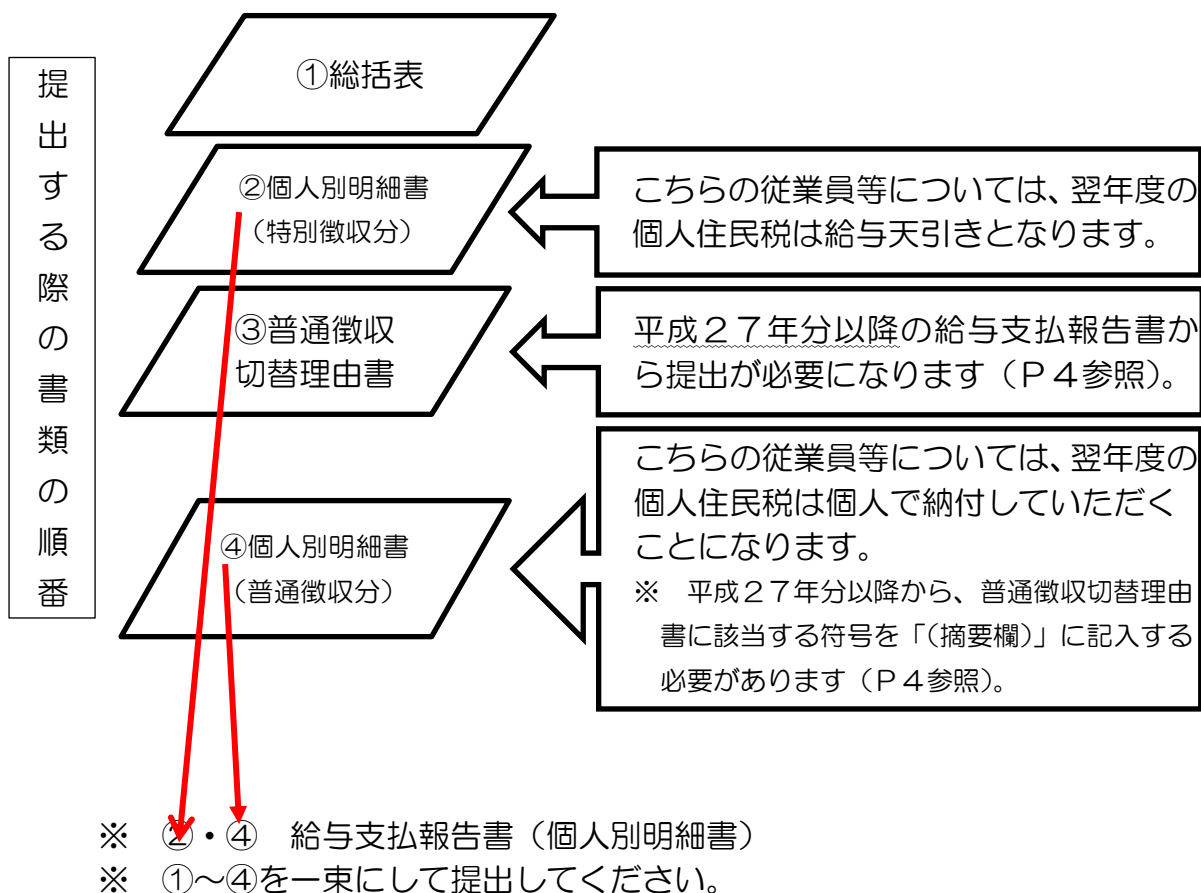 提出する際の書類の順番
①総括表
②個人別明細書
（特別徴収分）
こちらの従業員等については、翌年度の
個人住民税は給与天引きとなります。
③普通徴収
切替理由書
平成２７年分以降の給与支払報告書か
ら提出が必要になります（Ｐ４参照）。
④個人別明細書
（普通徴収分）
こちらの従業員等については、翌年度の
個人住民税は個人で納付していただく
ことになります。
※　平成２７年分以降から、普通徴収切替理由
書に該当する符号を「（摘要欄）」に記入する
必要があります（Ｐ４参照）。
※　②・④　給与支払報告書（個人別明細書）
※　①～④を一束にして提出してください。